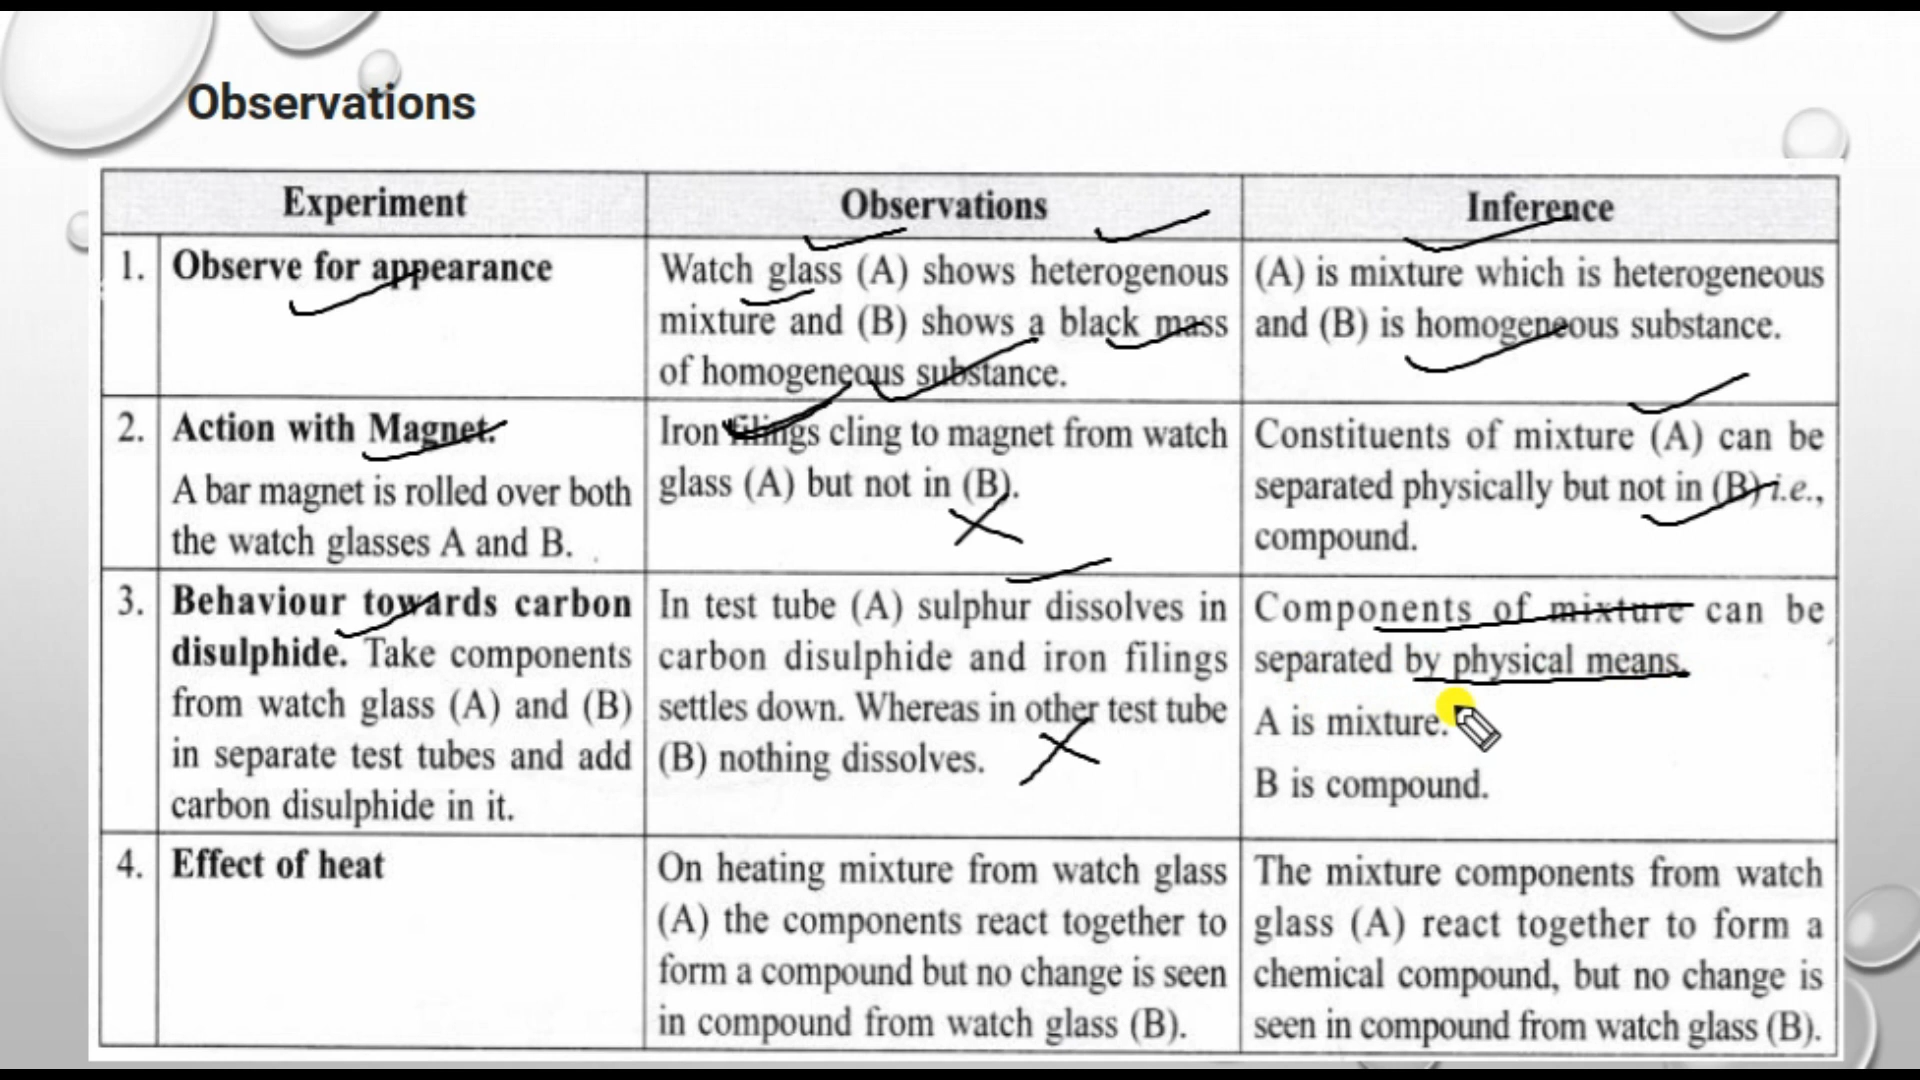 Observations
Experiment
Observations
Inference
1.
Observe for appearance
Watch glass (A) shows heterogenous
mixture and (B) shows a black mass
of homogeneous substance.
(A) is mixture which is heterogeneous
and (B) is homogeneous substance.
2.
Action with Magnet.
A bar magnet is rolled over both
the watch glasses A and B.
Iron filings cling to magnet from watch
glass (A) but not in (B).
Constituents of mixture (A) can be
separated physically but not in (B) i.e.,
compound.
3.
Behaviour towards carbon
disulphide. Take components
from watch glass (A) and (B)
in separate test tubes and add
carbon disulphide in it.
In test tube (A) sulphur dissolves in
carbon disulphide and iron filings
settles down. Whereas in other test tube
(B) nothing dissolves.
Components of mixture can be
separated by physical means.
A is mixture.
B is compound.
4.
Effect of heat
On heating mixture from watch glass
(A) the components react together to
form a compound but no change is seen
in compound from watch glass (B).
The mixture components from watch
glass (A) react together to form a
chemical compound, but no change is
seen in compound from watch glass (B).